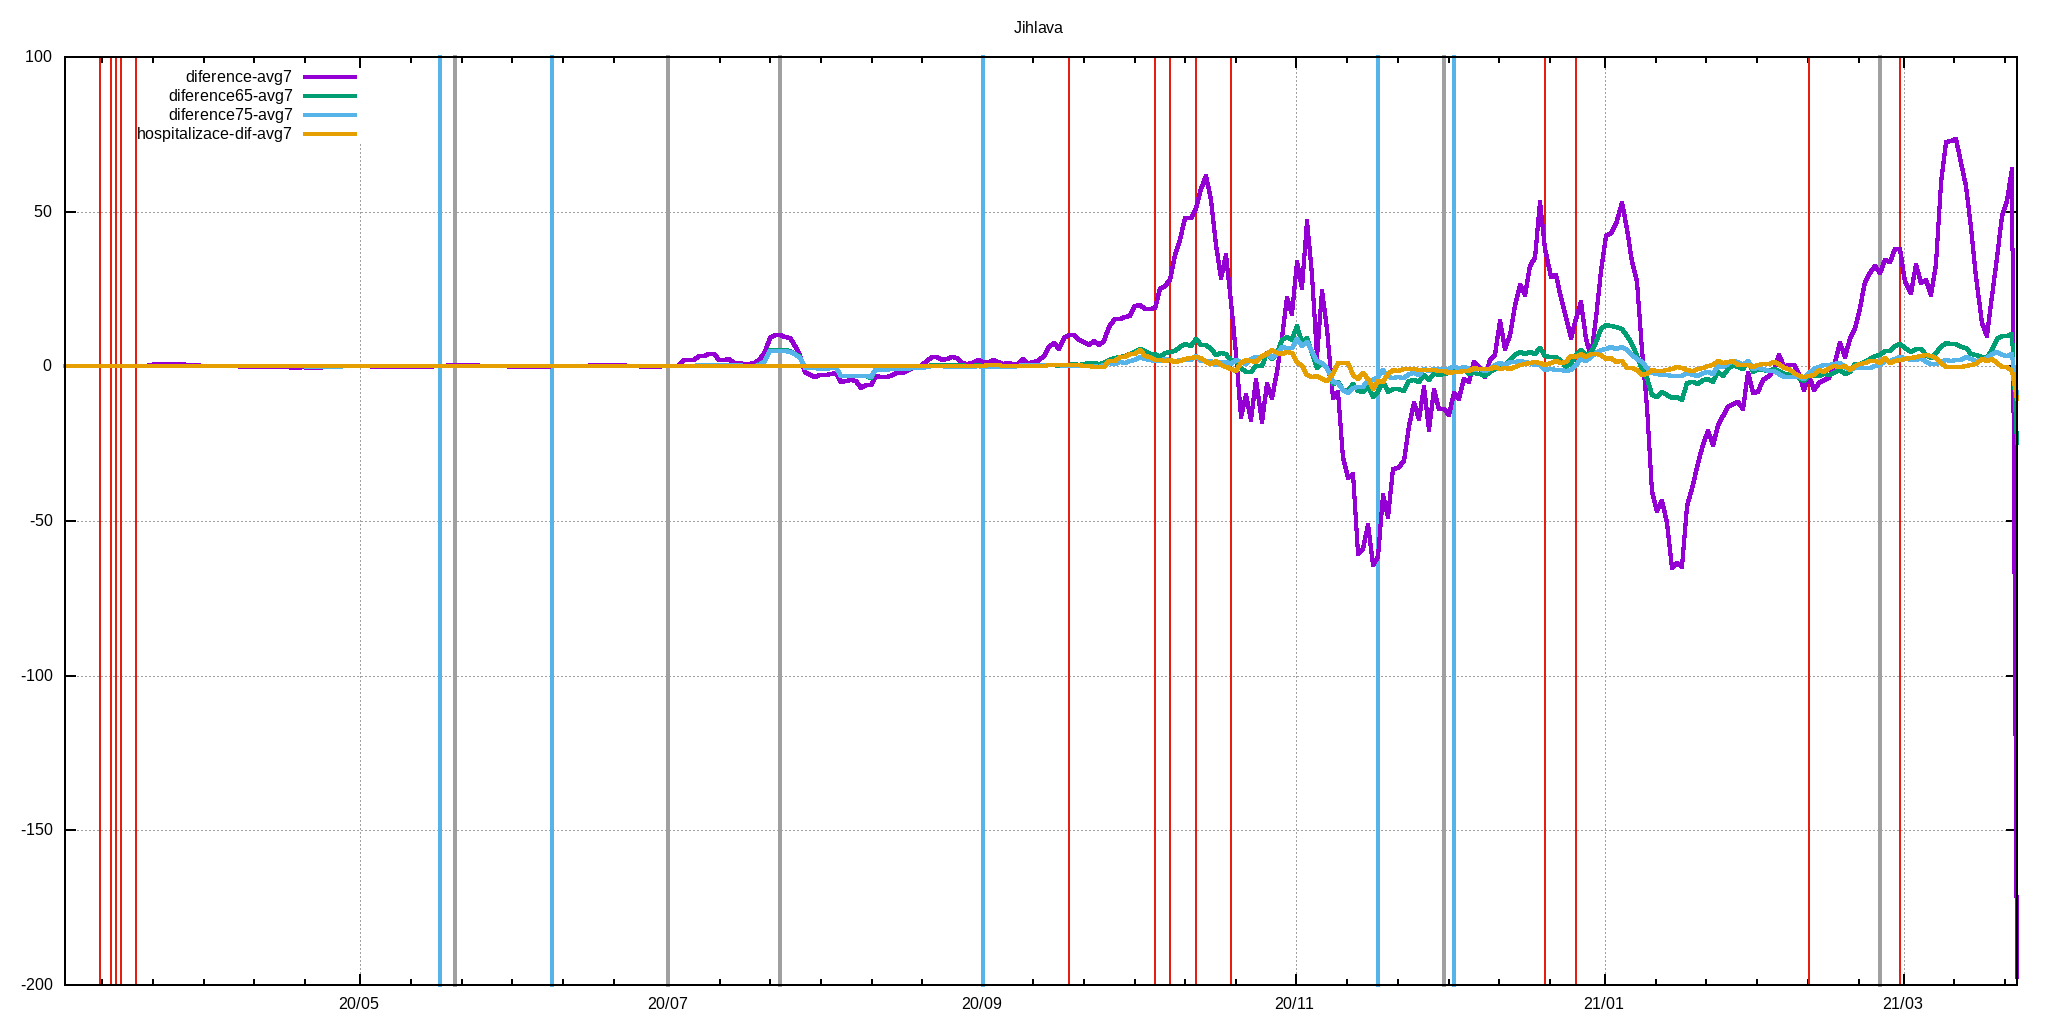 Jihlava
100
diference-avg7
diference65-avg7
diference75-avg7
hospitalizace-dif-avg7
50
0
-50
-100
-150
-200
20/05 20/07 20/09 20/11 21/01 21/03